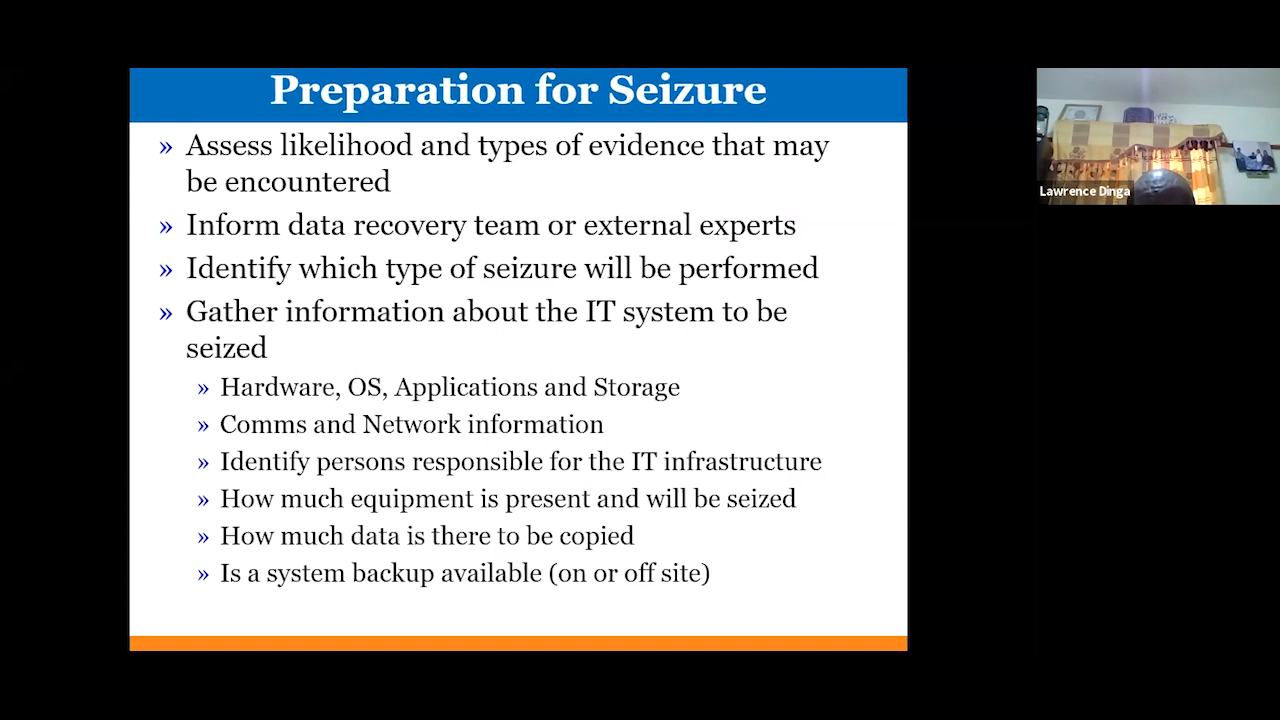 Preparation for Seizure
» Assess likelihood and types of evidence that may
be encountered
» Inform data recovery team or external experts
» Identify which type of seizure will be performed
» Gather information about the IT system to be
seized
» Hardware, OS, Applications and Storage
» Comms and Network information
» Identify persons responsible for the IT infrastructure
» How much equipment is present and will be seized
» How much data is there to be copied
» Is a system backup available (on or off site)
Lawrence Dinga